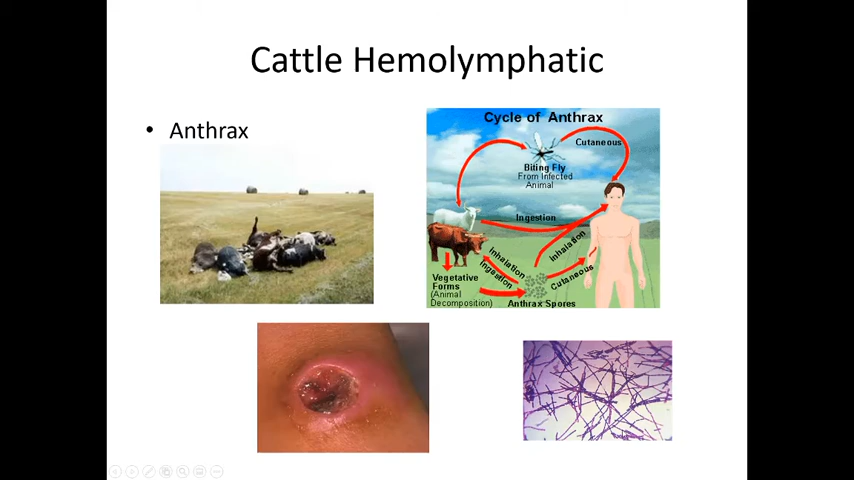 Cattle Hemolymphatic
• Anthrax
Cycle of Anthrax
Cutaneous
Biting Fly
From Infected
Animal
Ingestion
Inhalation
Inhalation
Ingestion
Cutaneous
Vegetative
Forms
(Animal
Decomposition)
Anthrax Spores